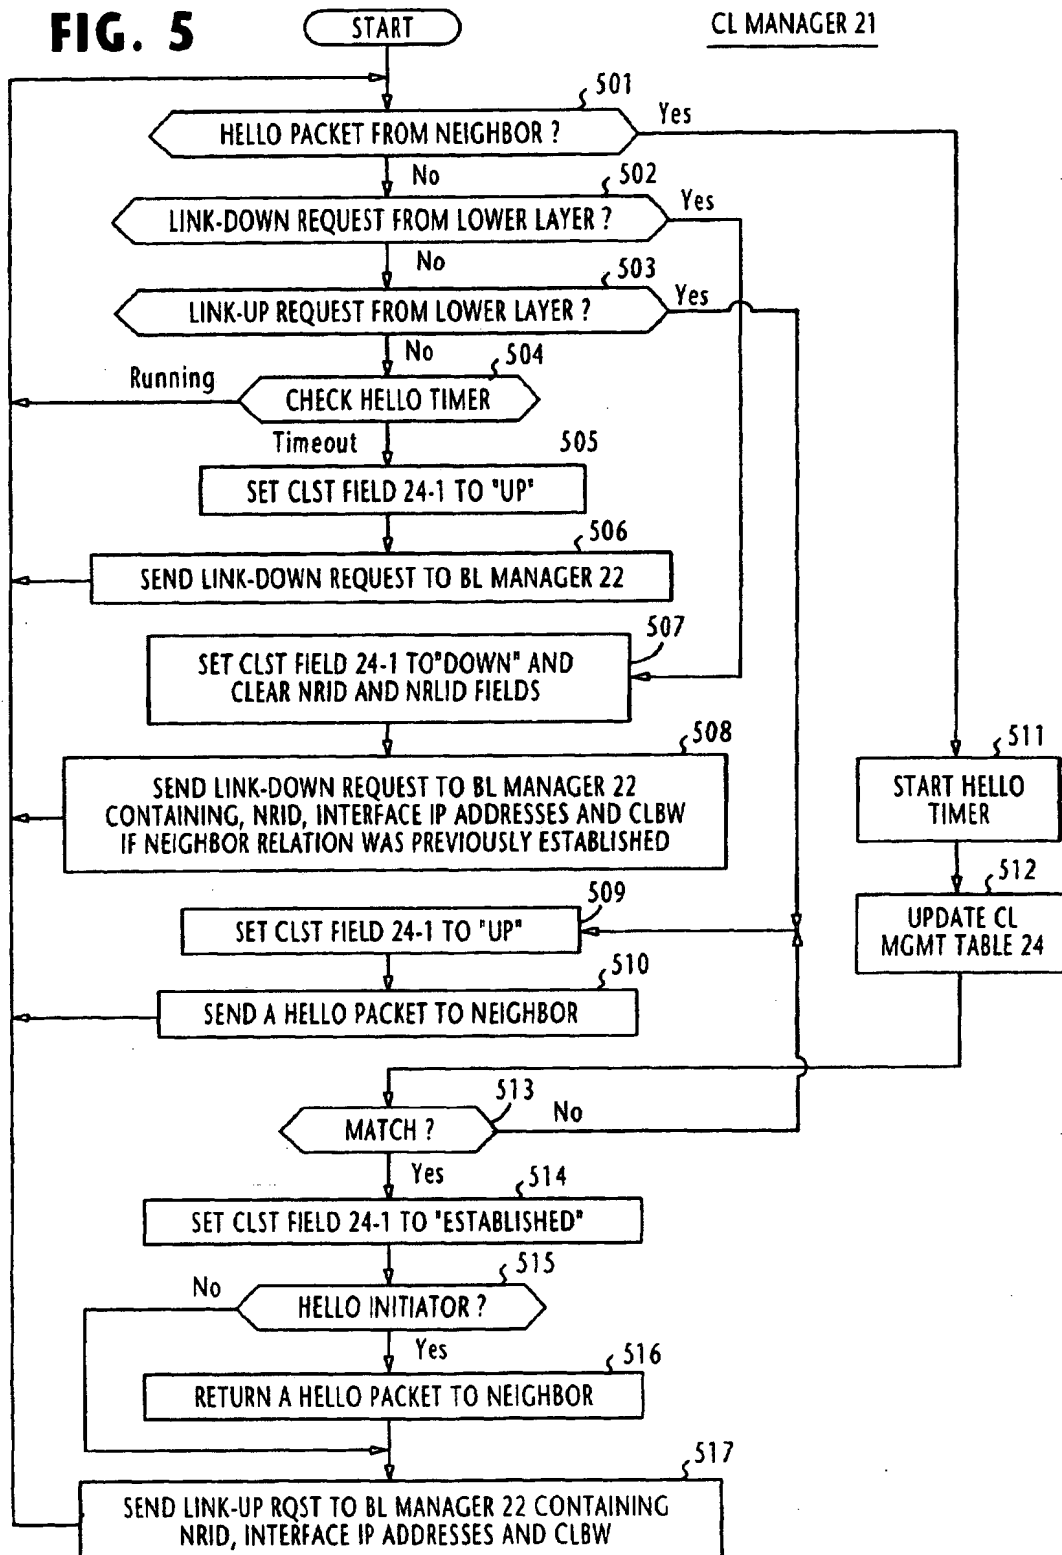 FIG. 5
START
CL MANAGER 21
501
HELLO PACKET FROM NEIGHBOR ?
Yes
No
502
LINK-DOWN REQUEST FROM LOWER LAYER ?
Yes
No
503
LINK-UP REQUEST FROM LOWER LAYER ?
Yes
No
504
Running
CHECK HELLO TIMER
Timeout
505
SET CLST FIELD 24-1 TO "UP"
506
SEND LINK-DOWN REQUEST TO BL MANAGER 22
507
SET CLST FIELD 24-1 TO"DOWN" AND
CLEAR NRID AND NRLID FIELDS
508
SEND LINK-DOWN REQUEST TO BL MANAGER 22
CONTAINING, NRID, INTERFACE IP ADDRESSES AND CLBW
IF NEIGHBOR RELATION WAS PREVIOUSLY ESTABLISHED
511
START HELLO
TIMER
512
UPDATE CL
MGMT TABLE 24
509
SET CLST FIELD 24-1 TO "UP"
510
SEND A HELLO PACKET TO NEIGHBOR
513
MATCH ?
No
Yes
514
SET CLST FIELD 24-1 TO "ESTABLISHED"
515
No
HELLO INITIATOR ?
Yes
516
RETURN A HELLO PACKET TO NEIGHBOR
517
SEND LINK-UP RQST TO BL MANAGER 22 CONTAINING
NRID, INTERFACE IP ADDRESSES AND CLBW